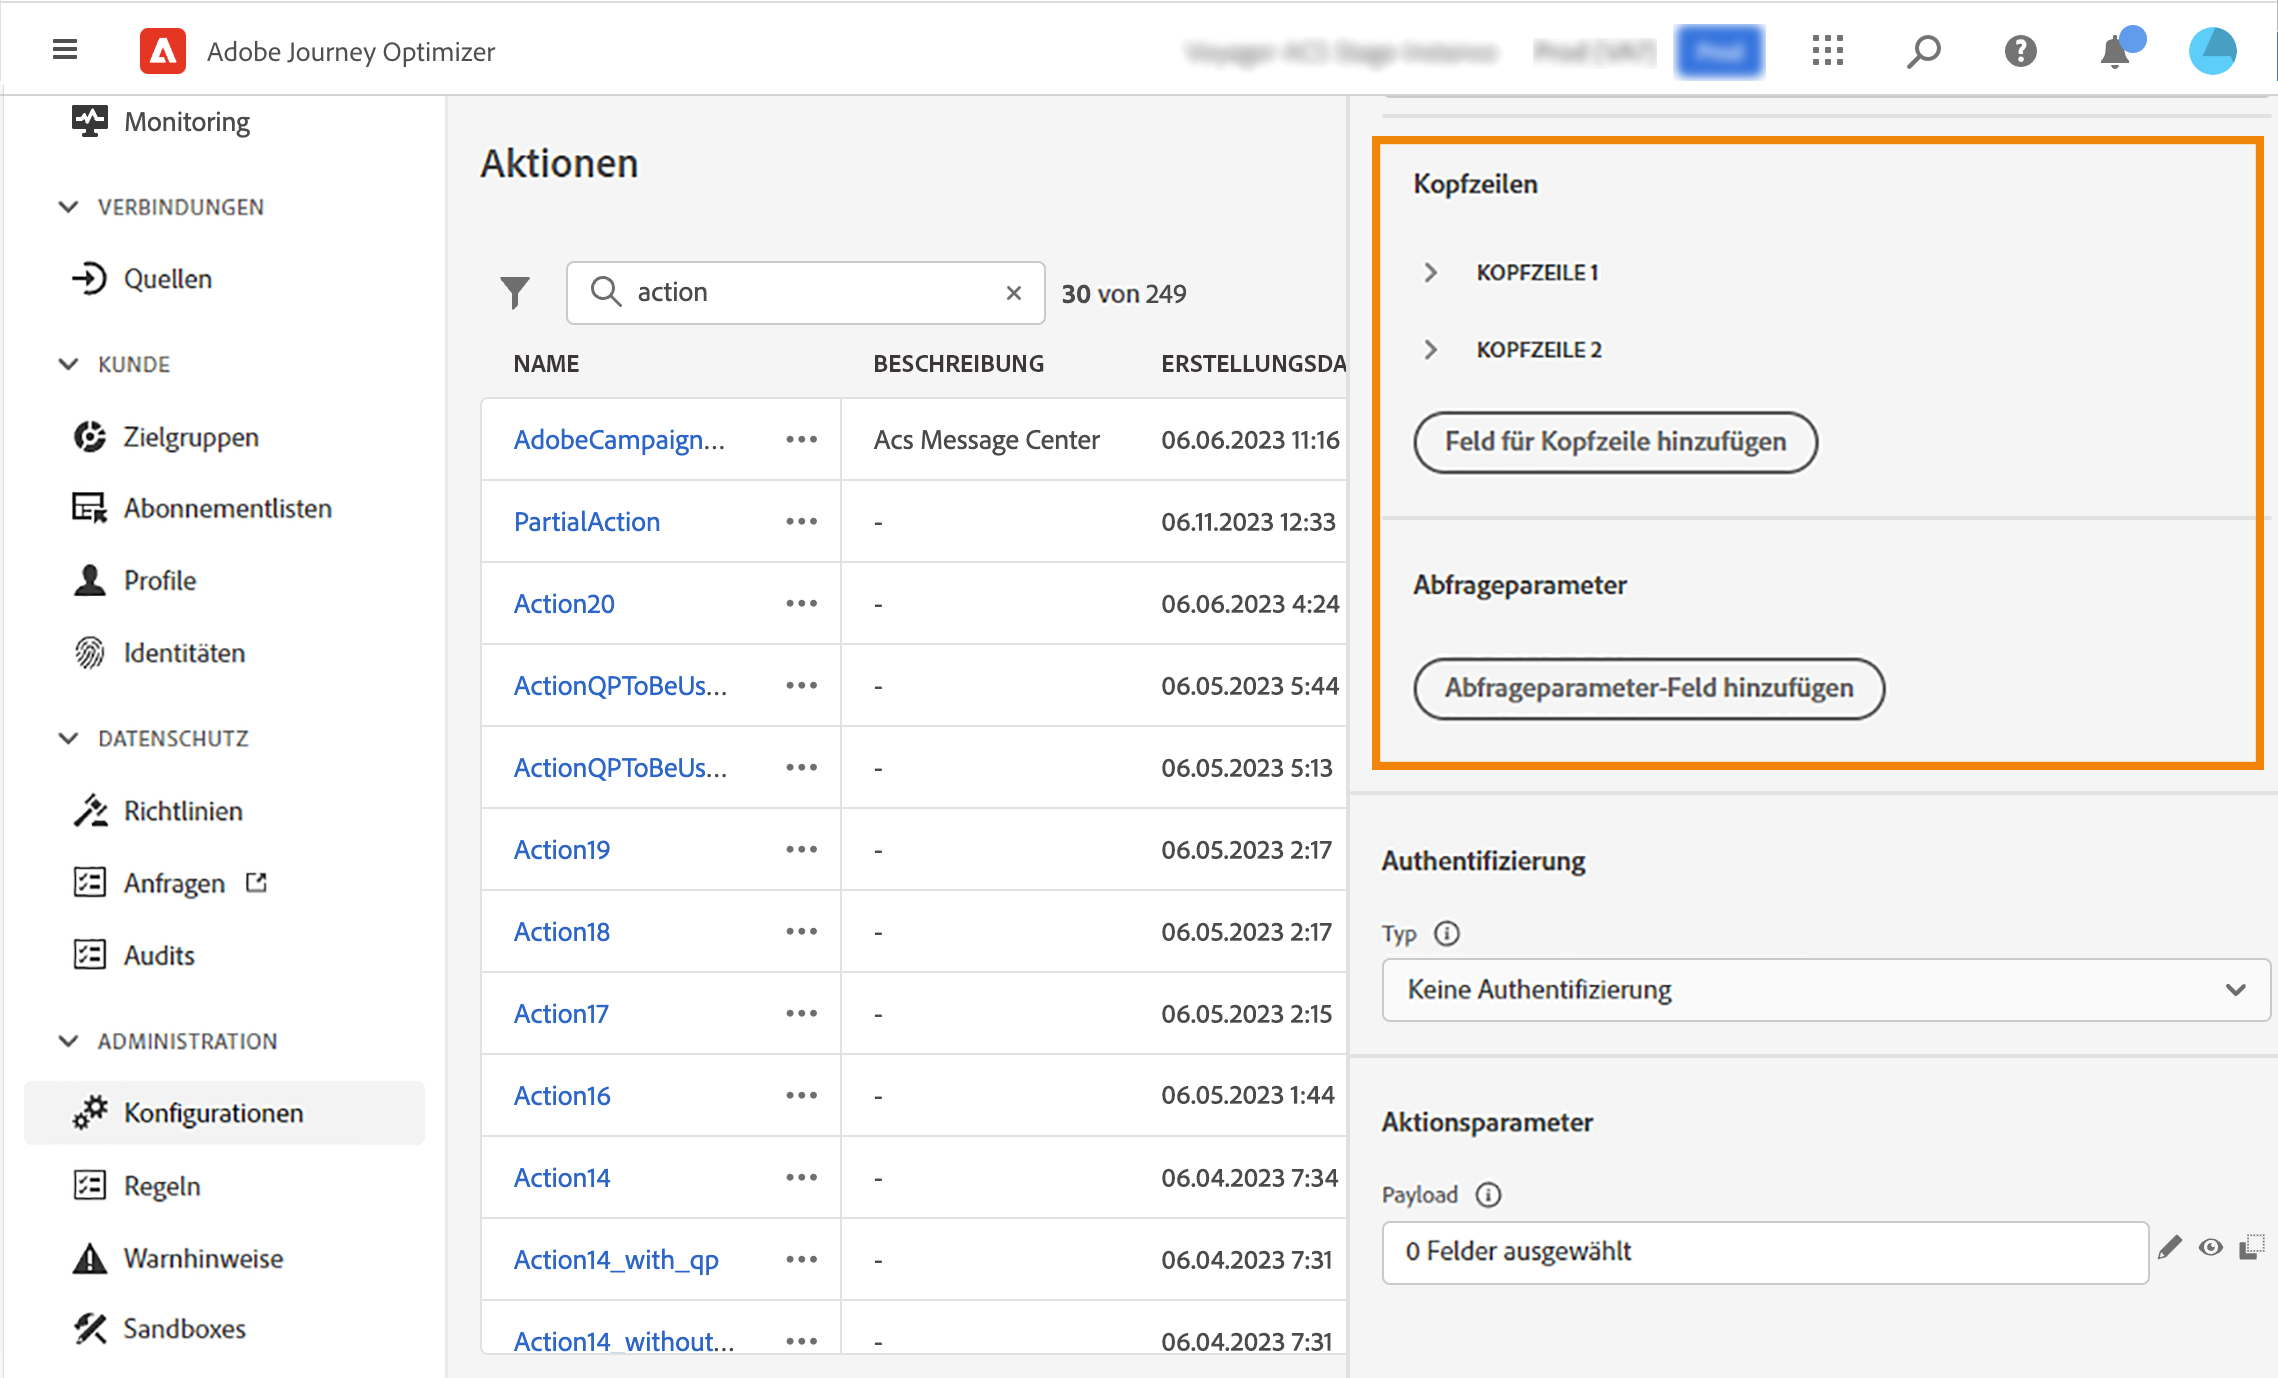 Adobe Journey Optimizer
Monitoring
VERBINDUNGEN
Quellen
KUNDE
Zielgruppen
Abonnementlisten
Profile
Identitäten
DATENSCHUTZ
Richtlinien
Anfragen
Audits
ADMINISTRATION
Konfigurationen
Regeln
Warnhinweise
Sandboxes
Aktionen
action
30 von 249
NAME BESCHREIBUNG ERSTELLUNGSDA
AdobeCampaign... Acs Message Center 06.06.2023 11:16
PartialAction - 06.11.2023 12:33
Action20 - 06.06.2023 4:24
ActionQPToBeUs... - 06.05.2023 5:44
ActionQPToBeUs... - 06.05.2023 5:13
Action19 - 06.05.2023 2:17
Action18 - 06.05.2023 2:17
Action17 - 06.05.2023 2:15
Action16 - 06.05.2023 1:44
Action14 - 06.04.2023 7:34
Action14_with_qp - 06.04.2023 7:31
Action14_without... - 06.04.2023 7:31
Kopfzeilen
KOPFZEILE 1
KOPFZEILE 2
Feld für Kopfzeile hinzufügen
Abfrageparameter
Abfrageparameter-Feld hinzufügen
Authentifizierung
Typ
Keine Authentifizierung
Aktionsparameter
Payload
0 Felder ausgewählt